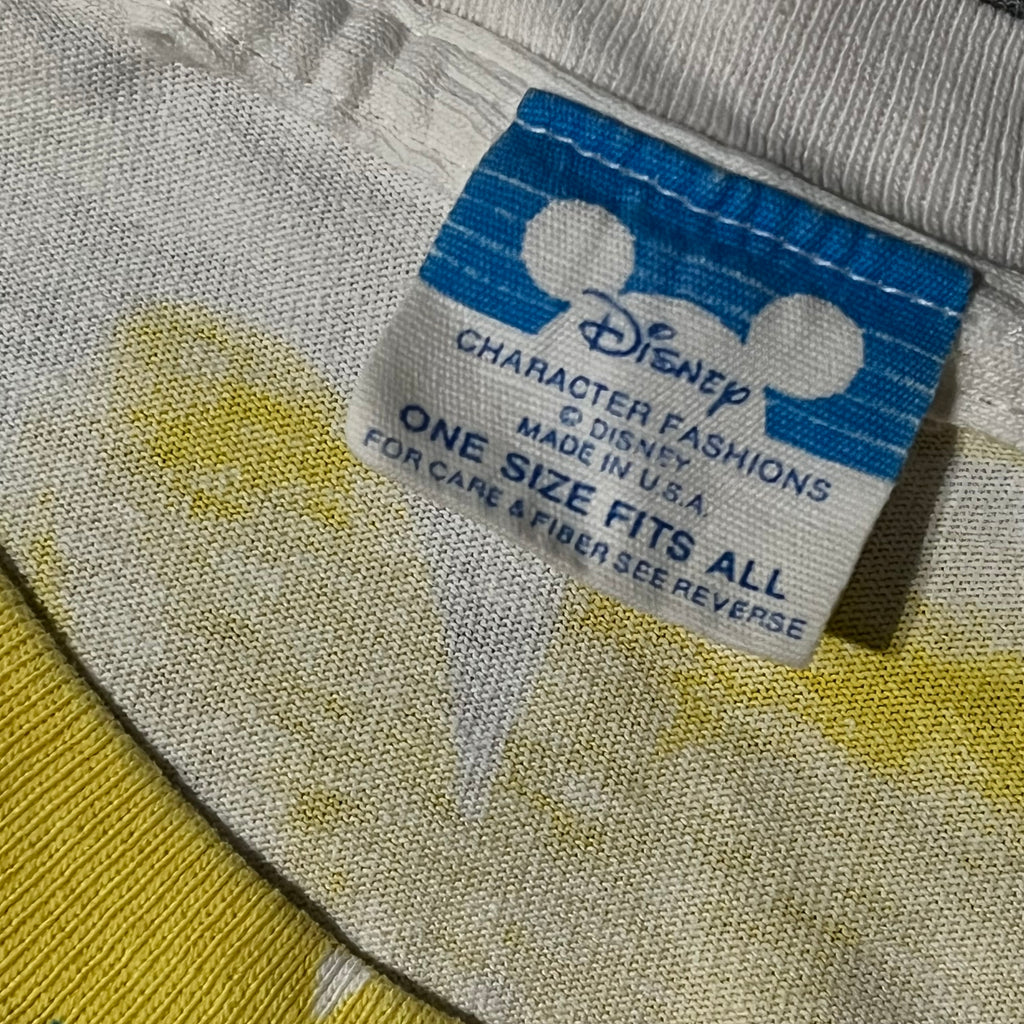 Disney
CHARACTER FASHIONS
© DISNEY
MADE IN U.S.A.
ONE SIZE FITS ALL
FOR CARE & FIBER SEE REVERSE